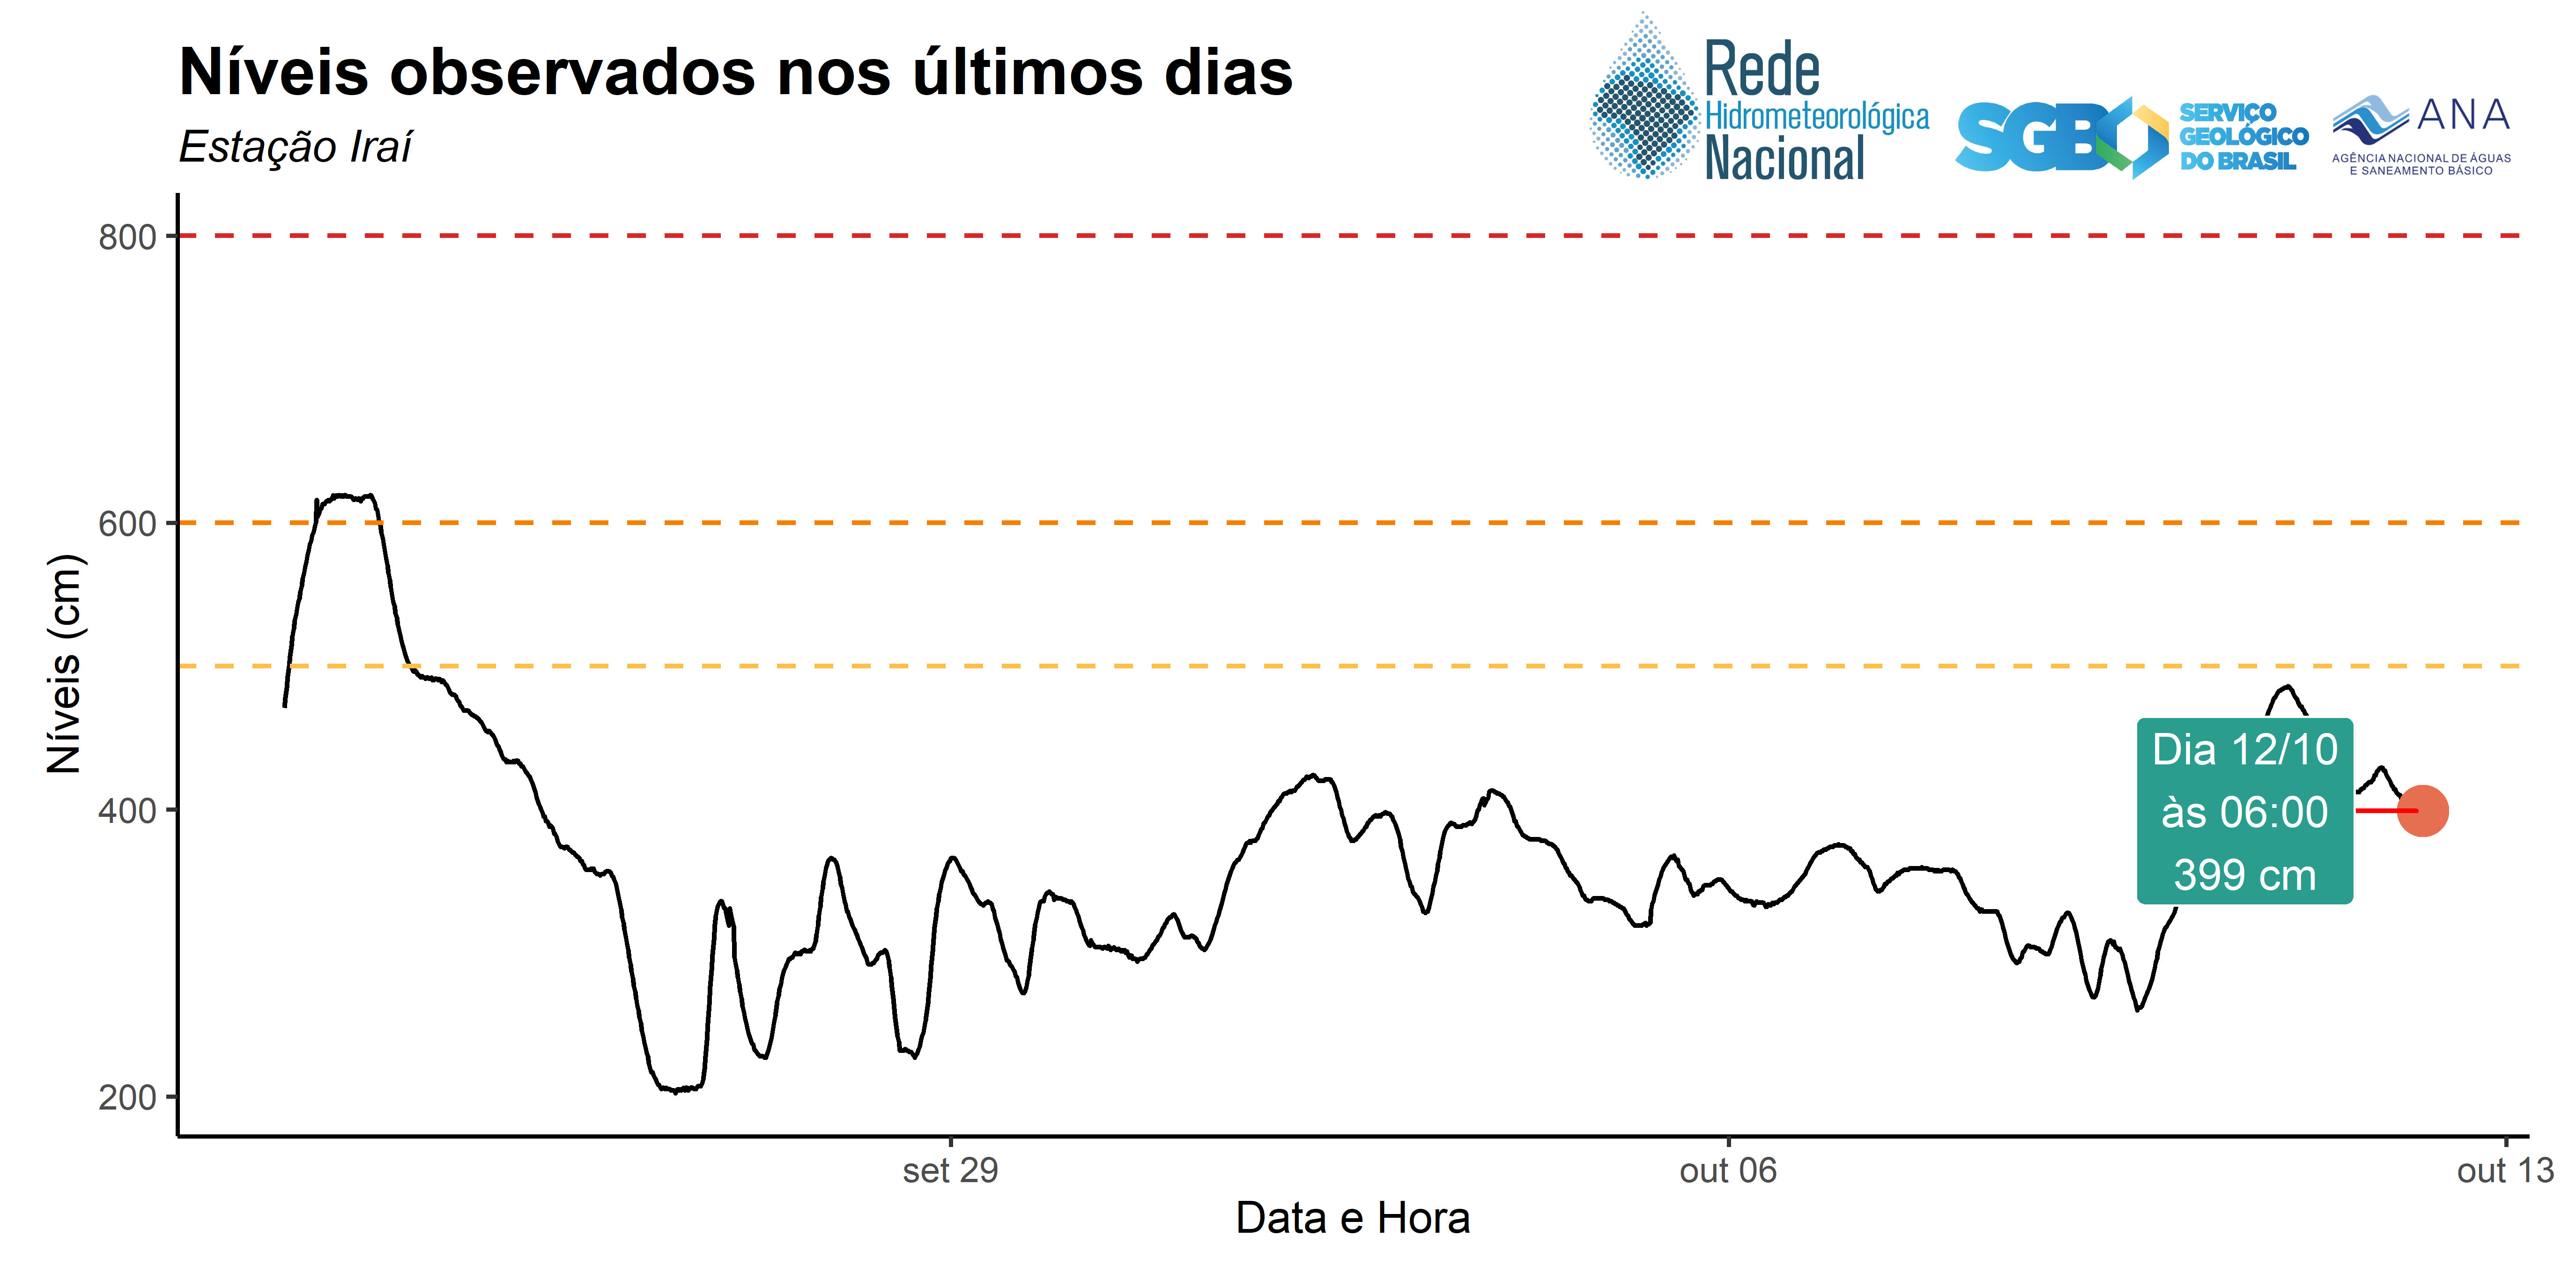 Níveis observados nos últimos dias
Estação Iraí
Rede
Hidrometeorológica
Nacional
SGB
SERVIÇO
GEOLÓGICO
DO BRASIL
ANA
AGÊNCIA NACIONAL DE ÁGUAS
E SANEAMENTO BÁSICO
Níveis (cm)
800
600
400
200
Dia 12/10
às 06:00
399 cm
set 29
out 06
out 13
Data e Hora